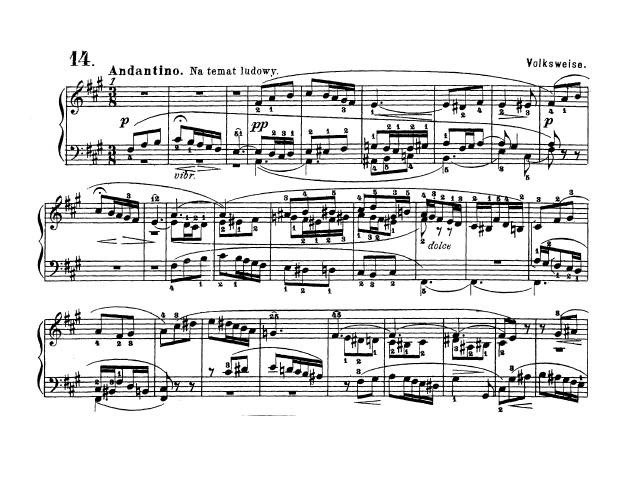 14.
Andantino. Na temat ludowy.
Volksweise.
p
pp
p
vibr.
dolce